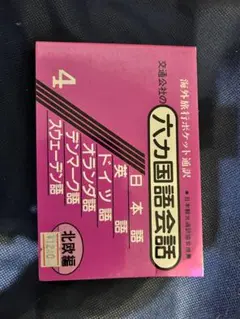 海外旅行ポケット通訳
交通公社の
六カ国語会話
4
日本語
英語
ドイツ語
オランダ語
デンマーク語
スウェーデン語
北欧編